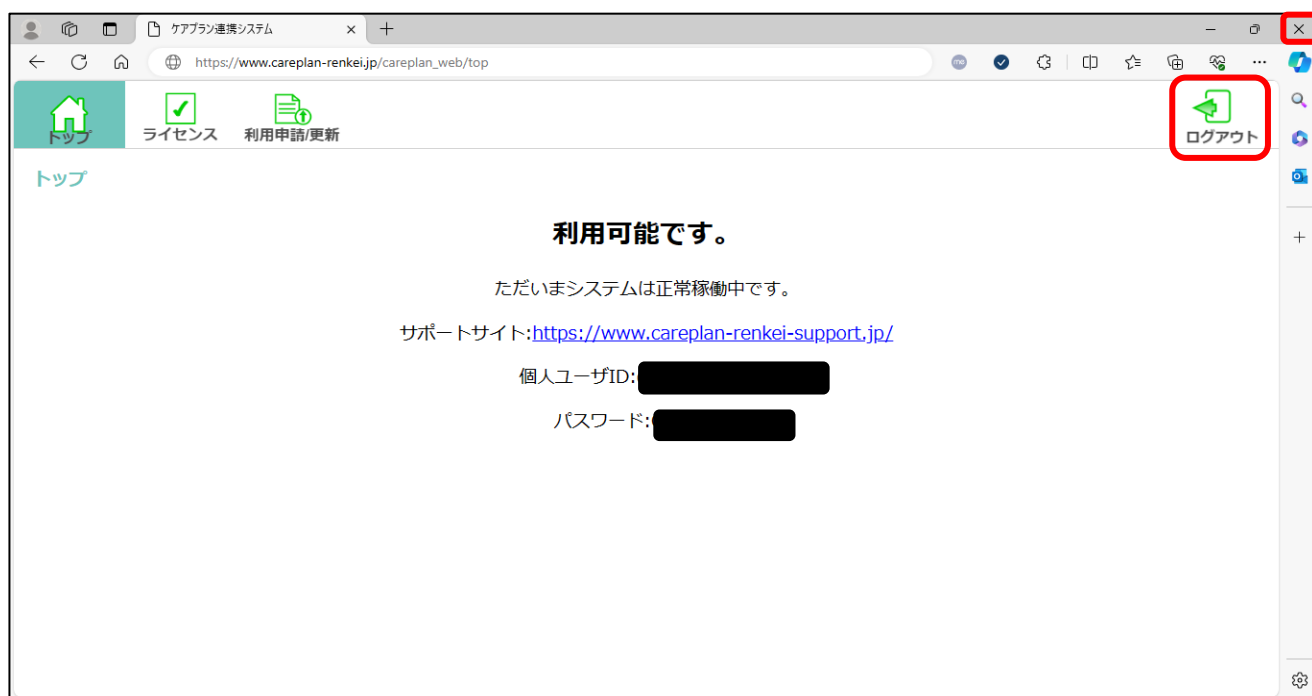 ケアプラン連携システム
https://www.careplan-renkei.jp/careplan_web/top
トップ
ライセンス
利用申請/更新
ログアウト
トップ
利用可能です。
ただいまシステムは正常稼働中です。
サポートサイト:https://www.careplan-renkei-support.jp/
個人ユーザID:
パスワード: